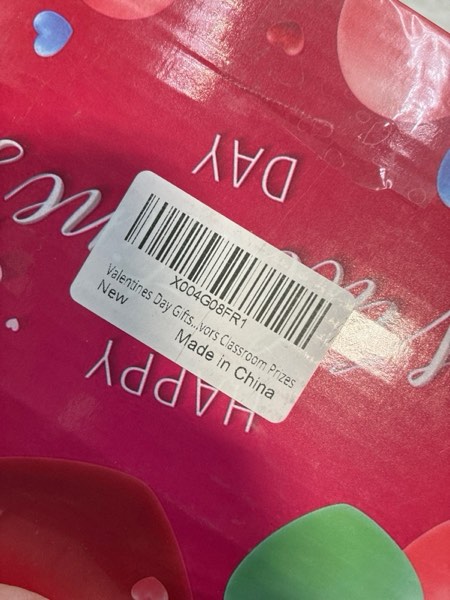 X004G08FR1
Valentines Day Gifts...vors Classroom Prizes
New
Made in China
HAPPY
DAY